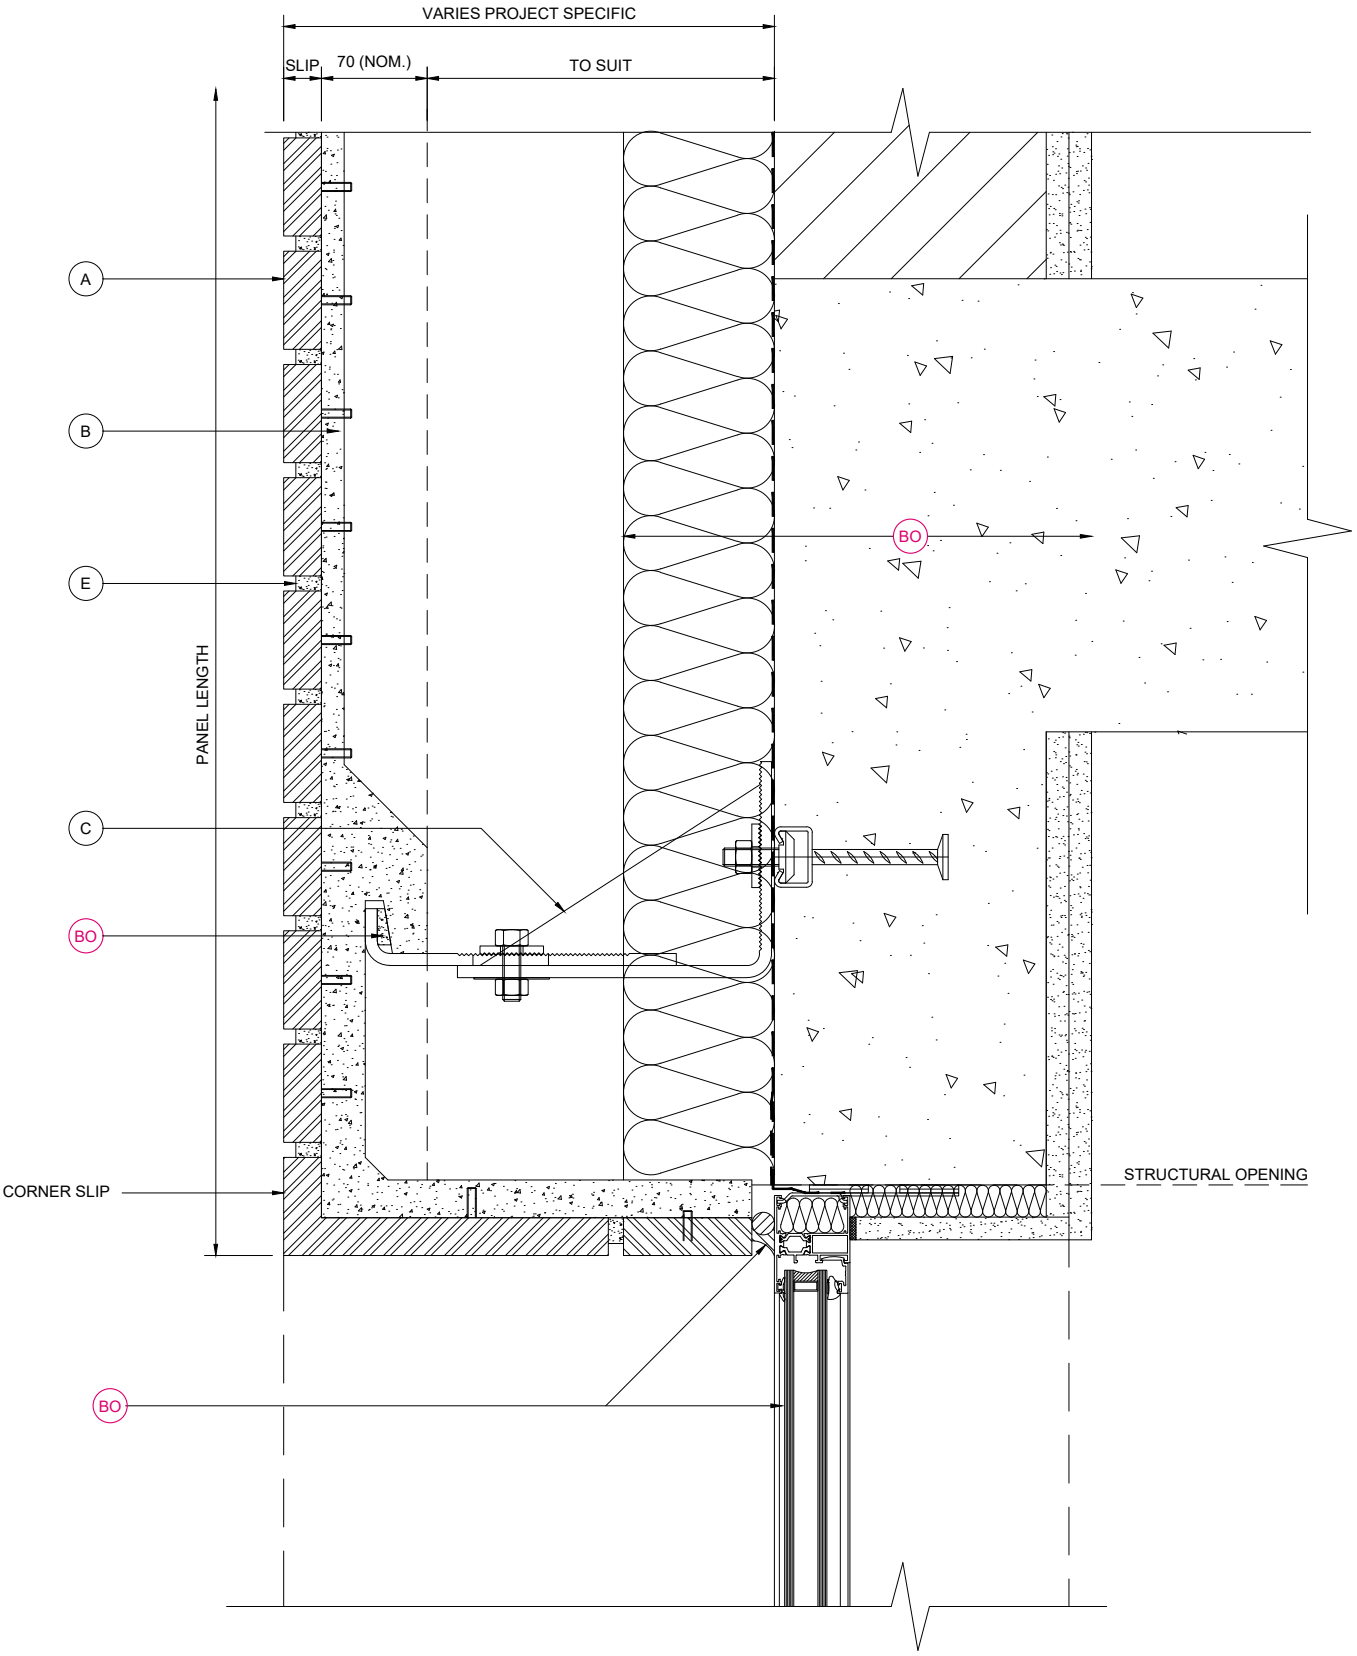 VARIES PROJECT SPECIFIC
SLIP
70 (NOM.)
TO SUIT
A
B
BO
E
PANEL LENGTH
C
BO
STRUCTURAL OPENING
CORNER SLIP
BO